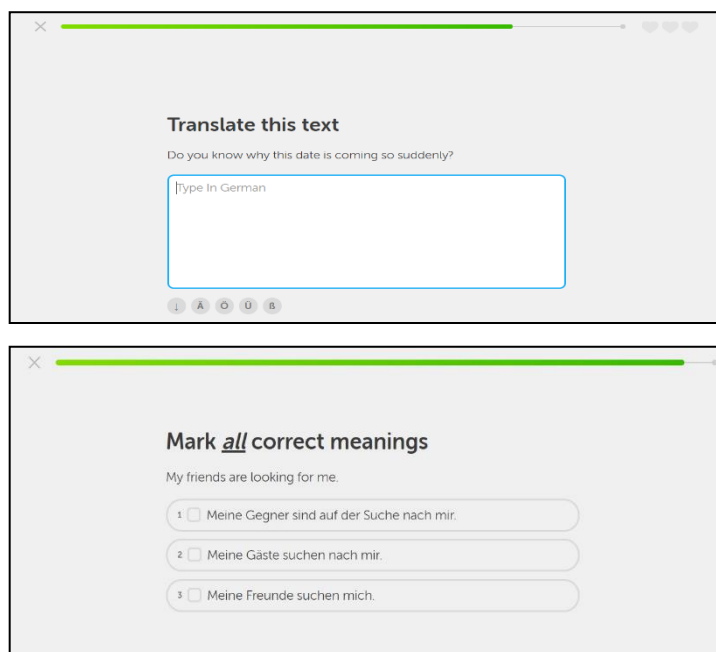 Translate this text
Do you know why this date is coming so suddenly?
Type In German
↓ Ä Ö Ü ß
Mark all correct meanings
My friends are looking for me.
1 Meine Gegner sind auf der Suche nach mir.
2 Meine Gäste suchen nach mir.
3 Meine Freunde suchen mich.